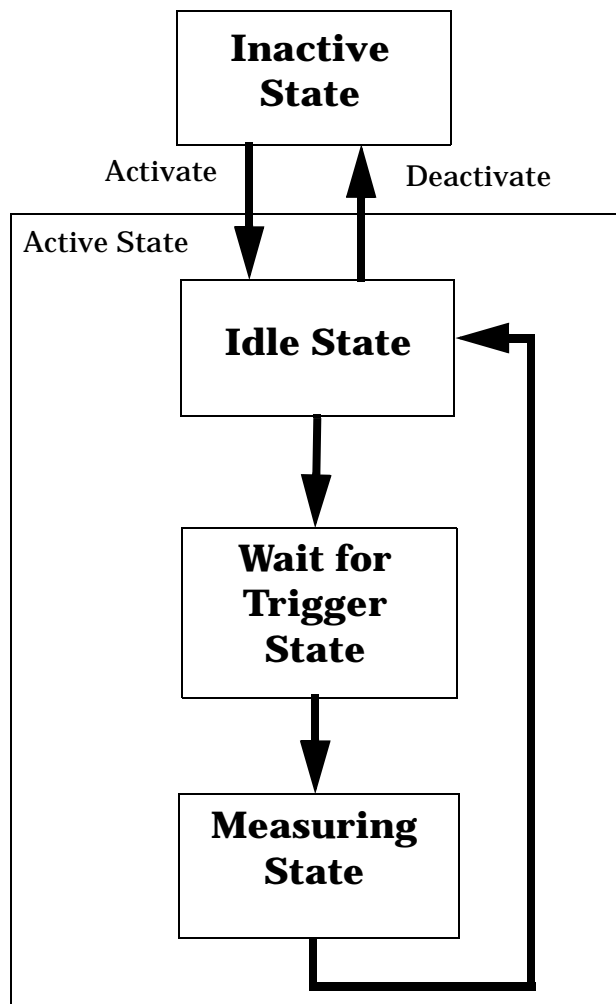 Inactive
State
Activate
Deactivate
Active State
Idle State
Wait for
Trigger
State
Measuring
State